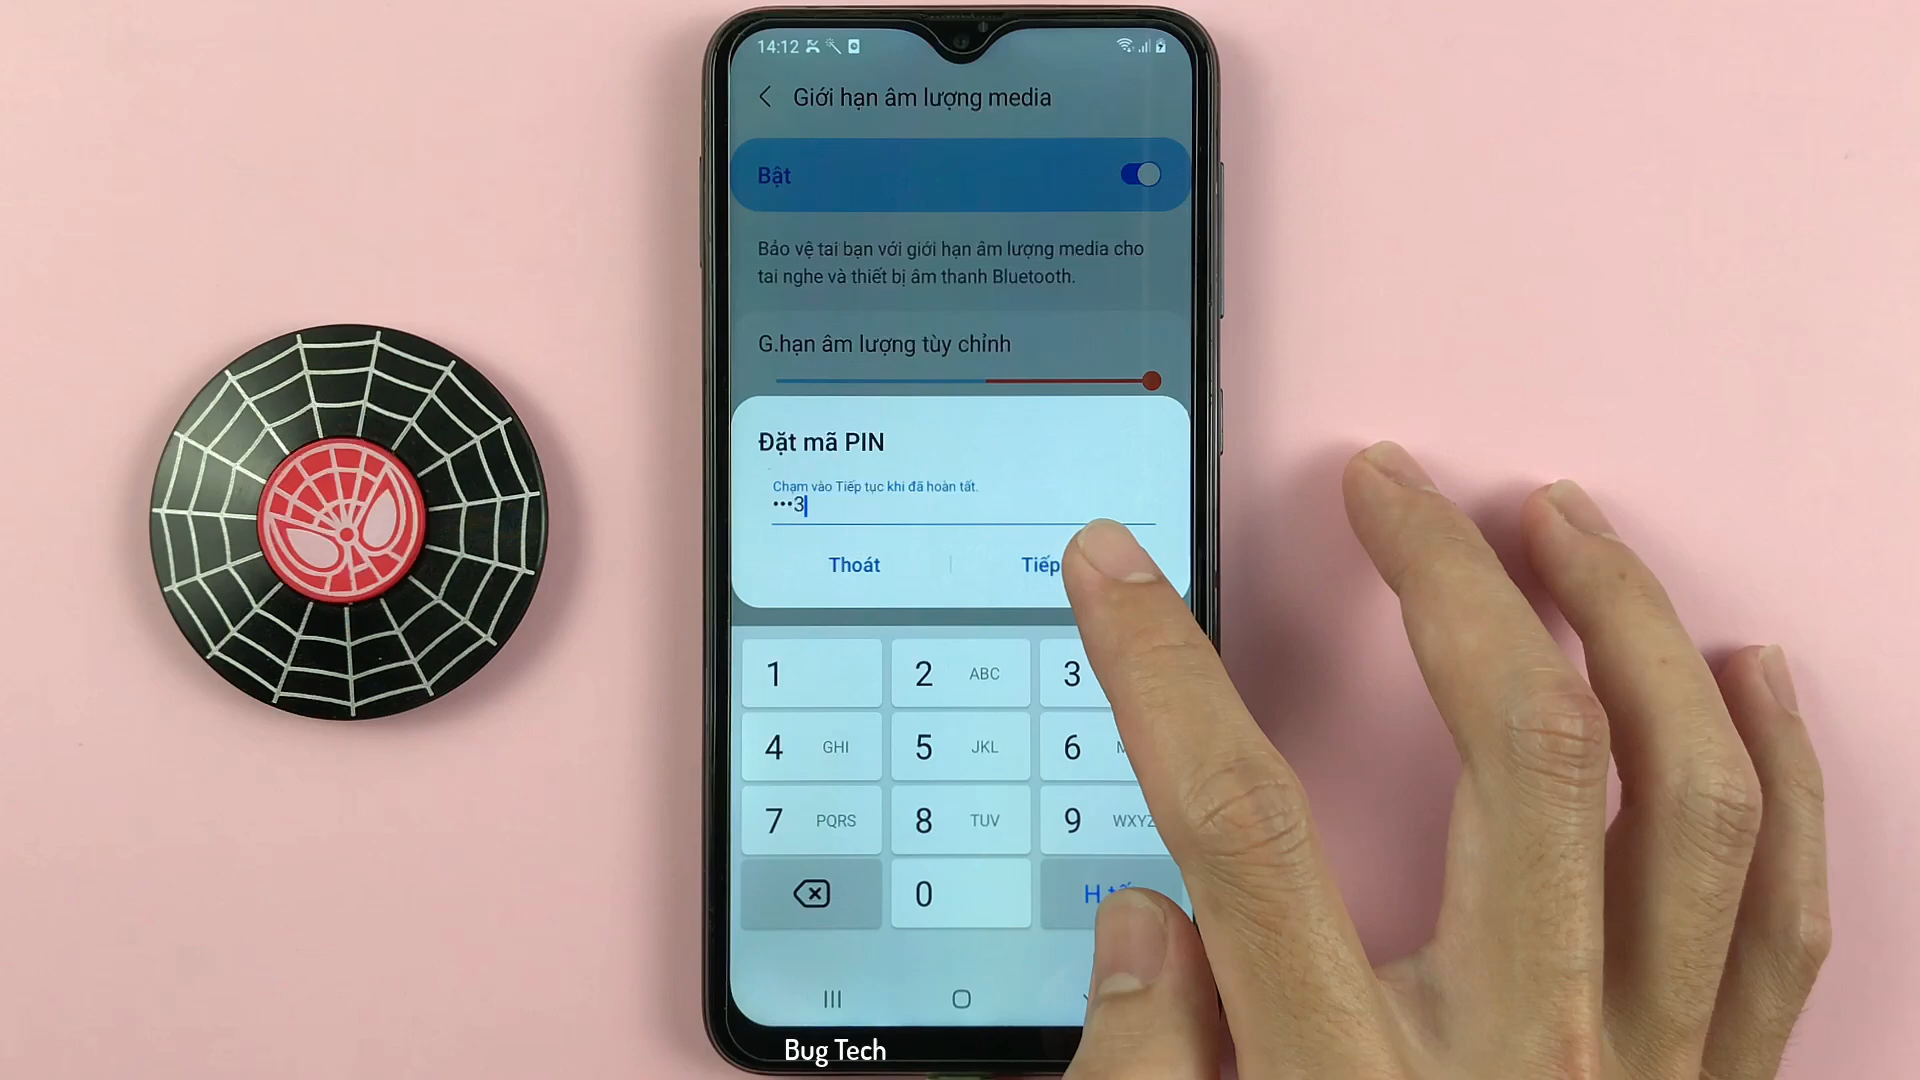 14:12
Giới hạn âm lượng media
Bật
Bảo vệ tai bạn với giới hạn âm lượng media cho
tai nghe và thiết bị âm thanh Bluetooth.
G.hạn âm lượng tùy chỉnh
Đặt mã PIN
Chạm vào Tiếp tục khi đã hoàn tất.
•••3
Thoát
Tiếp
1
2 ABC
3
4 GHI
5 JKL
6 M
7 PQRS
8 TUV
9 WXYZ
0
Bug Tech